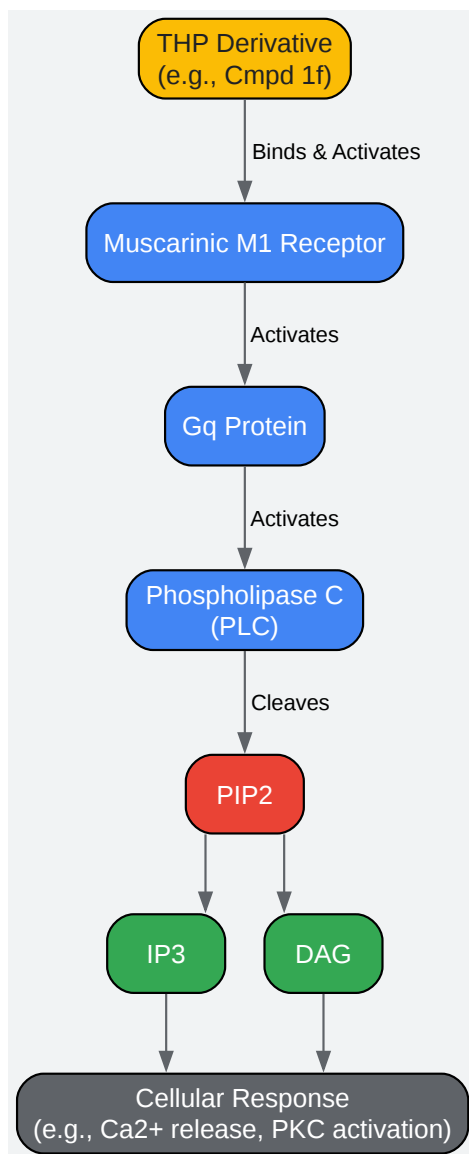 THP Derivative
(e.g., Cmpd 1f)
Binds & Activates
Muscarinic M1 Receptor
Activates
Gq Protein
Activates
Phospholipase C
(PLC)
Cleaves
PIP2
IP3
DAG
Cellular Response
(e.g., Ca2+ release, PKC activation)